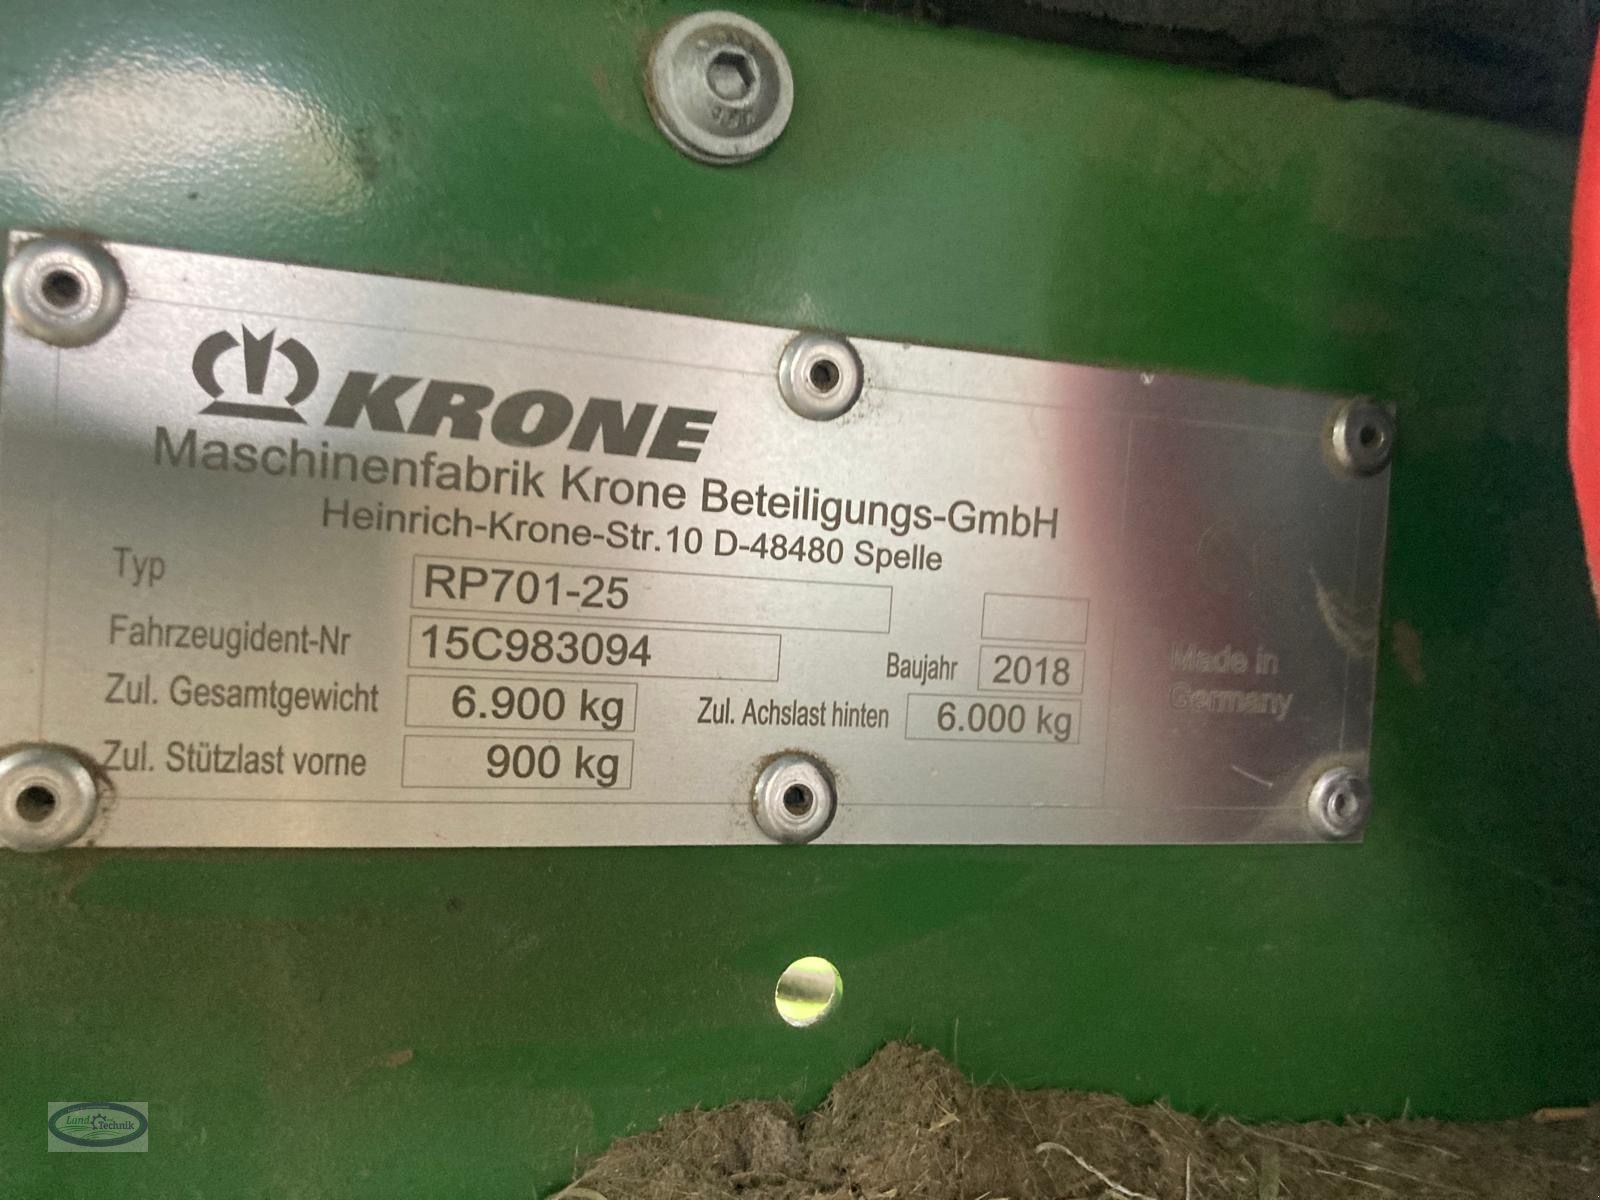 KRONE
Maschinenfabrik Krone Beteiligungs-GmbH
Heinrich-Krone-Str.10 D-48480 Spelle
Typ RP701-25
Fahrzeugident-Nr 15C983094 Baujahr 2018
Zul. Gesamtgewicht 6.900 kg Zul. Achslast hinten 6.000 kg
Zul. Stützlast vorne 900 kg
Made in
Germany
Land Technik